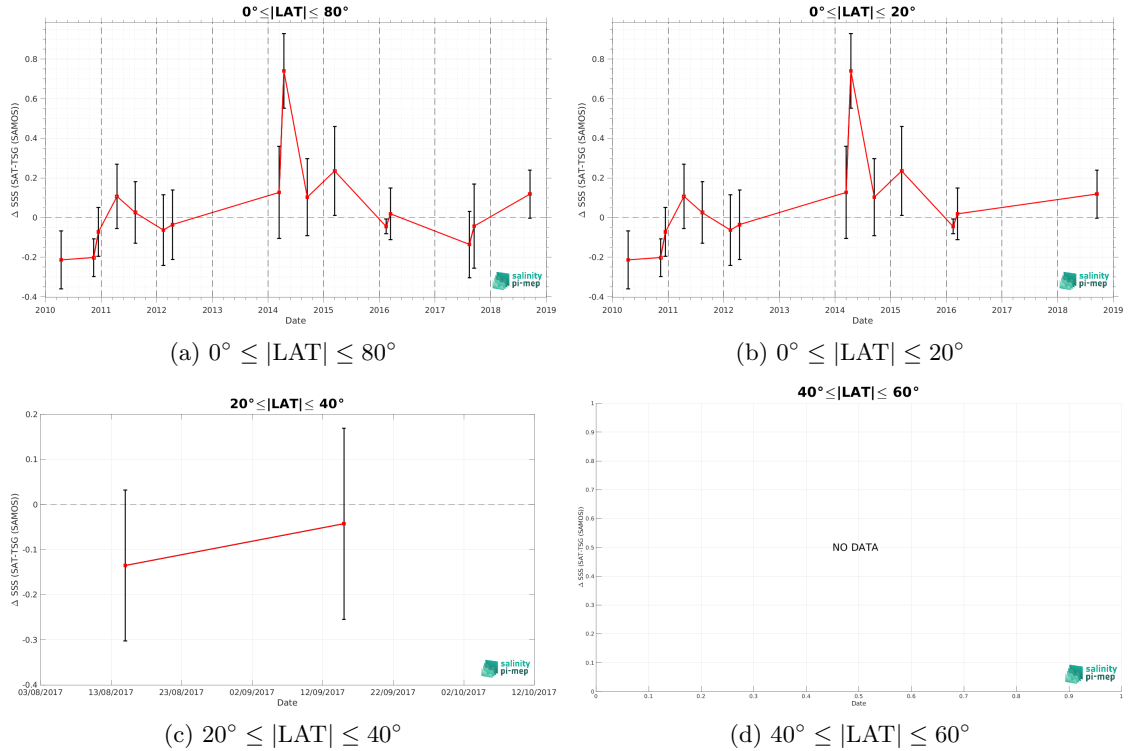 0°≤|LAT|≤ 80°
Δ SSS (SAT-TSG (SAMOS))
0.8
0.6
0.4
0.2
0
-0.2
-0.4
2010 2011 2012 2013 2014 2015 2016 2017 2018 2019
Date
salinity
pi-mep
(a) 0° ≤ |LAT| ≤ 80°
0°≤|LAT|≤ 20°
Δ SSS (SAT-TSG (SAMOS))
0.8
0.6
0.4
0.2
0
-0.2
-0.4
2010 2011 2012 2013 2014 2015 2016 2017 2018 2019
Date
salinity
pi-mep
(b) 0° ≤ |LAT| ≤ 20°
20°≤|LAT|≤ 40°
Δ SSS (SAT-TSG (SAMOS))
0.2
0.1
0
-0.1
-0.2
-0.3
-0.4
03/08/2017 13/08/2017 23/08/2017 02/09/2017 12/09/2017 22/09/2017 02/10/2017 12/10/2017
Date
salinity
pi-mep
(c) 20° ≤ |LAT| ≤ 40°
40°≤|LAT|≤ 60°
Δ SSS (SAT-TSG (SAMOS))
1
0.9
0.8
0.7
0.6
0.5
0.4
0.3
0.2
0.1
0
NO DATA
0 0.1 0.2 0.3 0.4 0.5 0.6 0.7 0.8 0.9 1
Date
salinity
pi-mep
(d) 40° ≤ |LAT| ≤ 60°